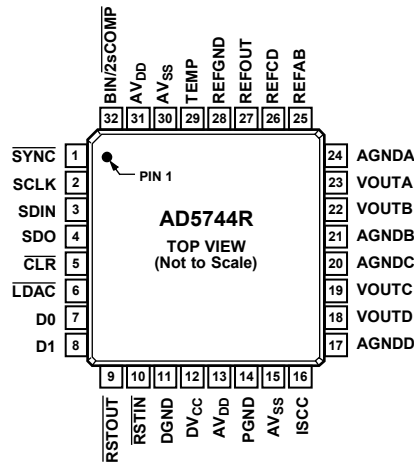 BIN/2sCOMP
AVDD
AVSS
TEMP
REFGND
REFOUT
REFCD
REFAB
32 31 30 29 28 27 26 25
SYNC 1
SCLK 2
SDIN 3
SDO 4
CLR 5
LDAC 6
D0 7
D1 8
PIN 1
AD5744R
TOP VIEW
(Not to Scale)
24 AGNDA
23 VOUTA
22 VOUTB
21 AGNDB
20 AGNDC
19 VOUTC
18 VOUTD
17 AGNDD
9 10 11 12 13 14 15 16
RSTOUT
RSTIN
DGND
DVCC
AVDD
PGND
AVSS
ISCC